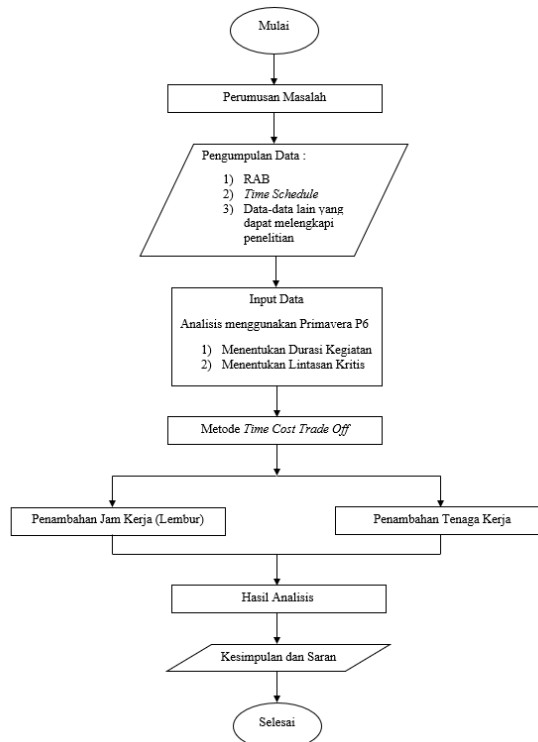 Mulai
Perumusan Masalah
Pengumpulan Data :
1) RAB
2) Time Schedule
3) Data-data lain yang
dapat melengkapi
penelitian
Input Data
Analisis menggunakan Primavera P6
1) Menentukan Durasi Kegiatan
2) Menentukan Lintasan Kritis
Metode Time Cost Trade Off
Penambahan Jam Kerja (Lembur)
Penambahan Tenaga Kerja
Hasil Analisis
Kesimpulan dan Saran
Selesai